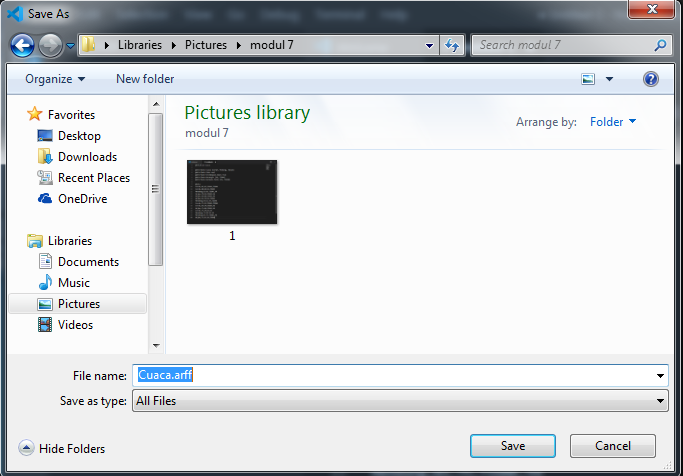 Save As
Libraries Pictures modul 7
Search modul 7
Organize New folder
Favorites
Desktop
Downloads
Recent Places
OneDrive
Libraries
Documents
Music
Pictures
Videos
Pictures library
modul 7
Arrange by: Folder
1
File name: Cuaca.arff
Save as type: All Files
Hide Folders
Save Cancel